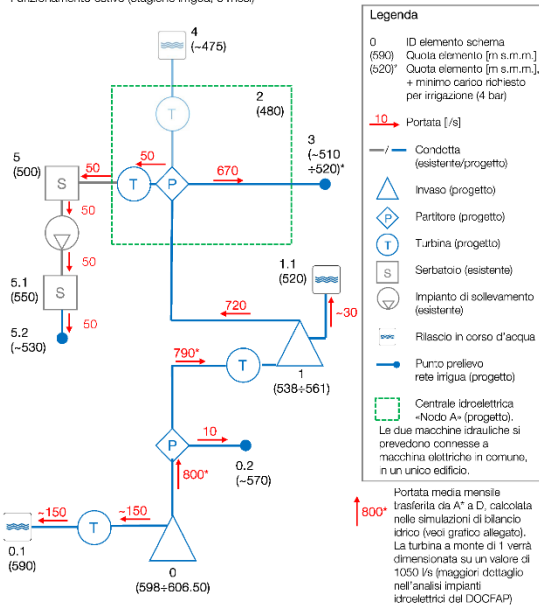 Funzionamento estivo (stagione irrigua, 5 mesi)
4
(~475)
T
2
(480)
3
(~510
÷520)*
5
(500)
50
50
670
S
T
P
50
50
5.1
(550)
S
50
5.2
(~530)
1.1
(520)
720
~30
790*
T
1
(538÷561)
P
10
0.2
(~570)
800*
~150
~150
T
0.1
(590)
0
(598÷606.50)
Legenda
0 ID elemento schema
(590) Quota elemento [m s.m.m.]
(520)* Quota elemento [m s.m.m.],
+ minimo carico richiesto
per irrigazione (4 bar)
10 Portata [l/s]
/ Condotta
(esistente/progetto)
Invaso (progetto)
P Partitore (progetto)
T Turbina (progetto)
S Serbatoio (esistente)
Impianto di sollevamento
(esistente)
Rilascio in corso d'acqua
Punto prelievo
rete irrigua (progetto)
Centrale idroelettrica
«Nodo A» (progetto).
Le due macchine idrauliche si
prevedono connesse a
macchina elettriche in comune,
in un unico edificio.
800* Portata media mensile
trasferita da A* a D, calcolata
nelle simulazioni di bilancio
idrico (vedi grafico allegato).
La turbina a monte di 1 verrà
dimensionata su un valore di
1050 l/s (maggiori dettaglio
nell'analisi impianti
idroelettrici del DOCFAP)